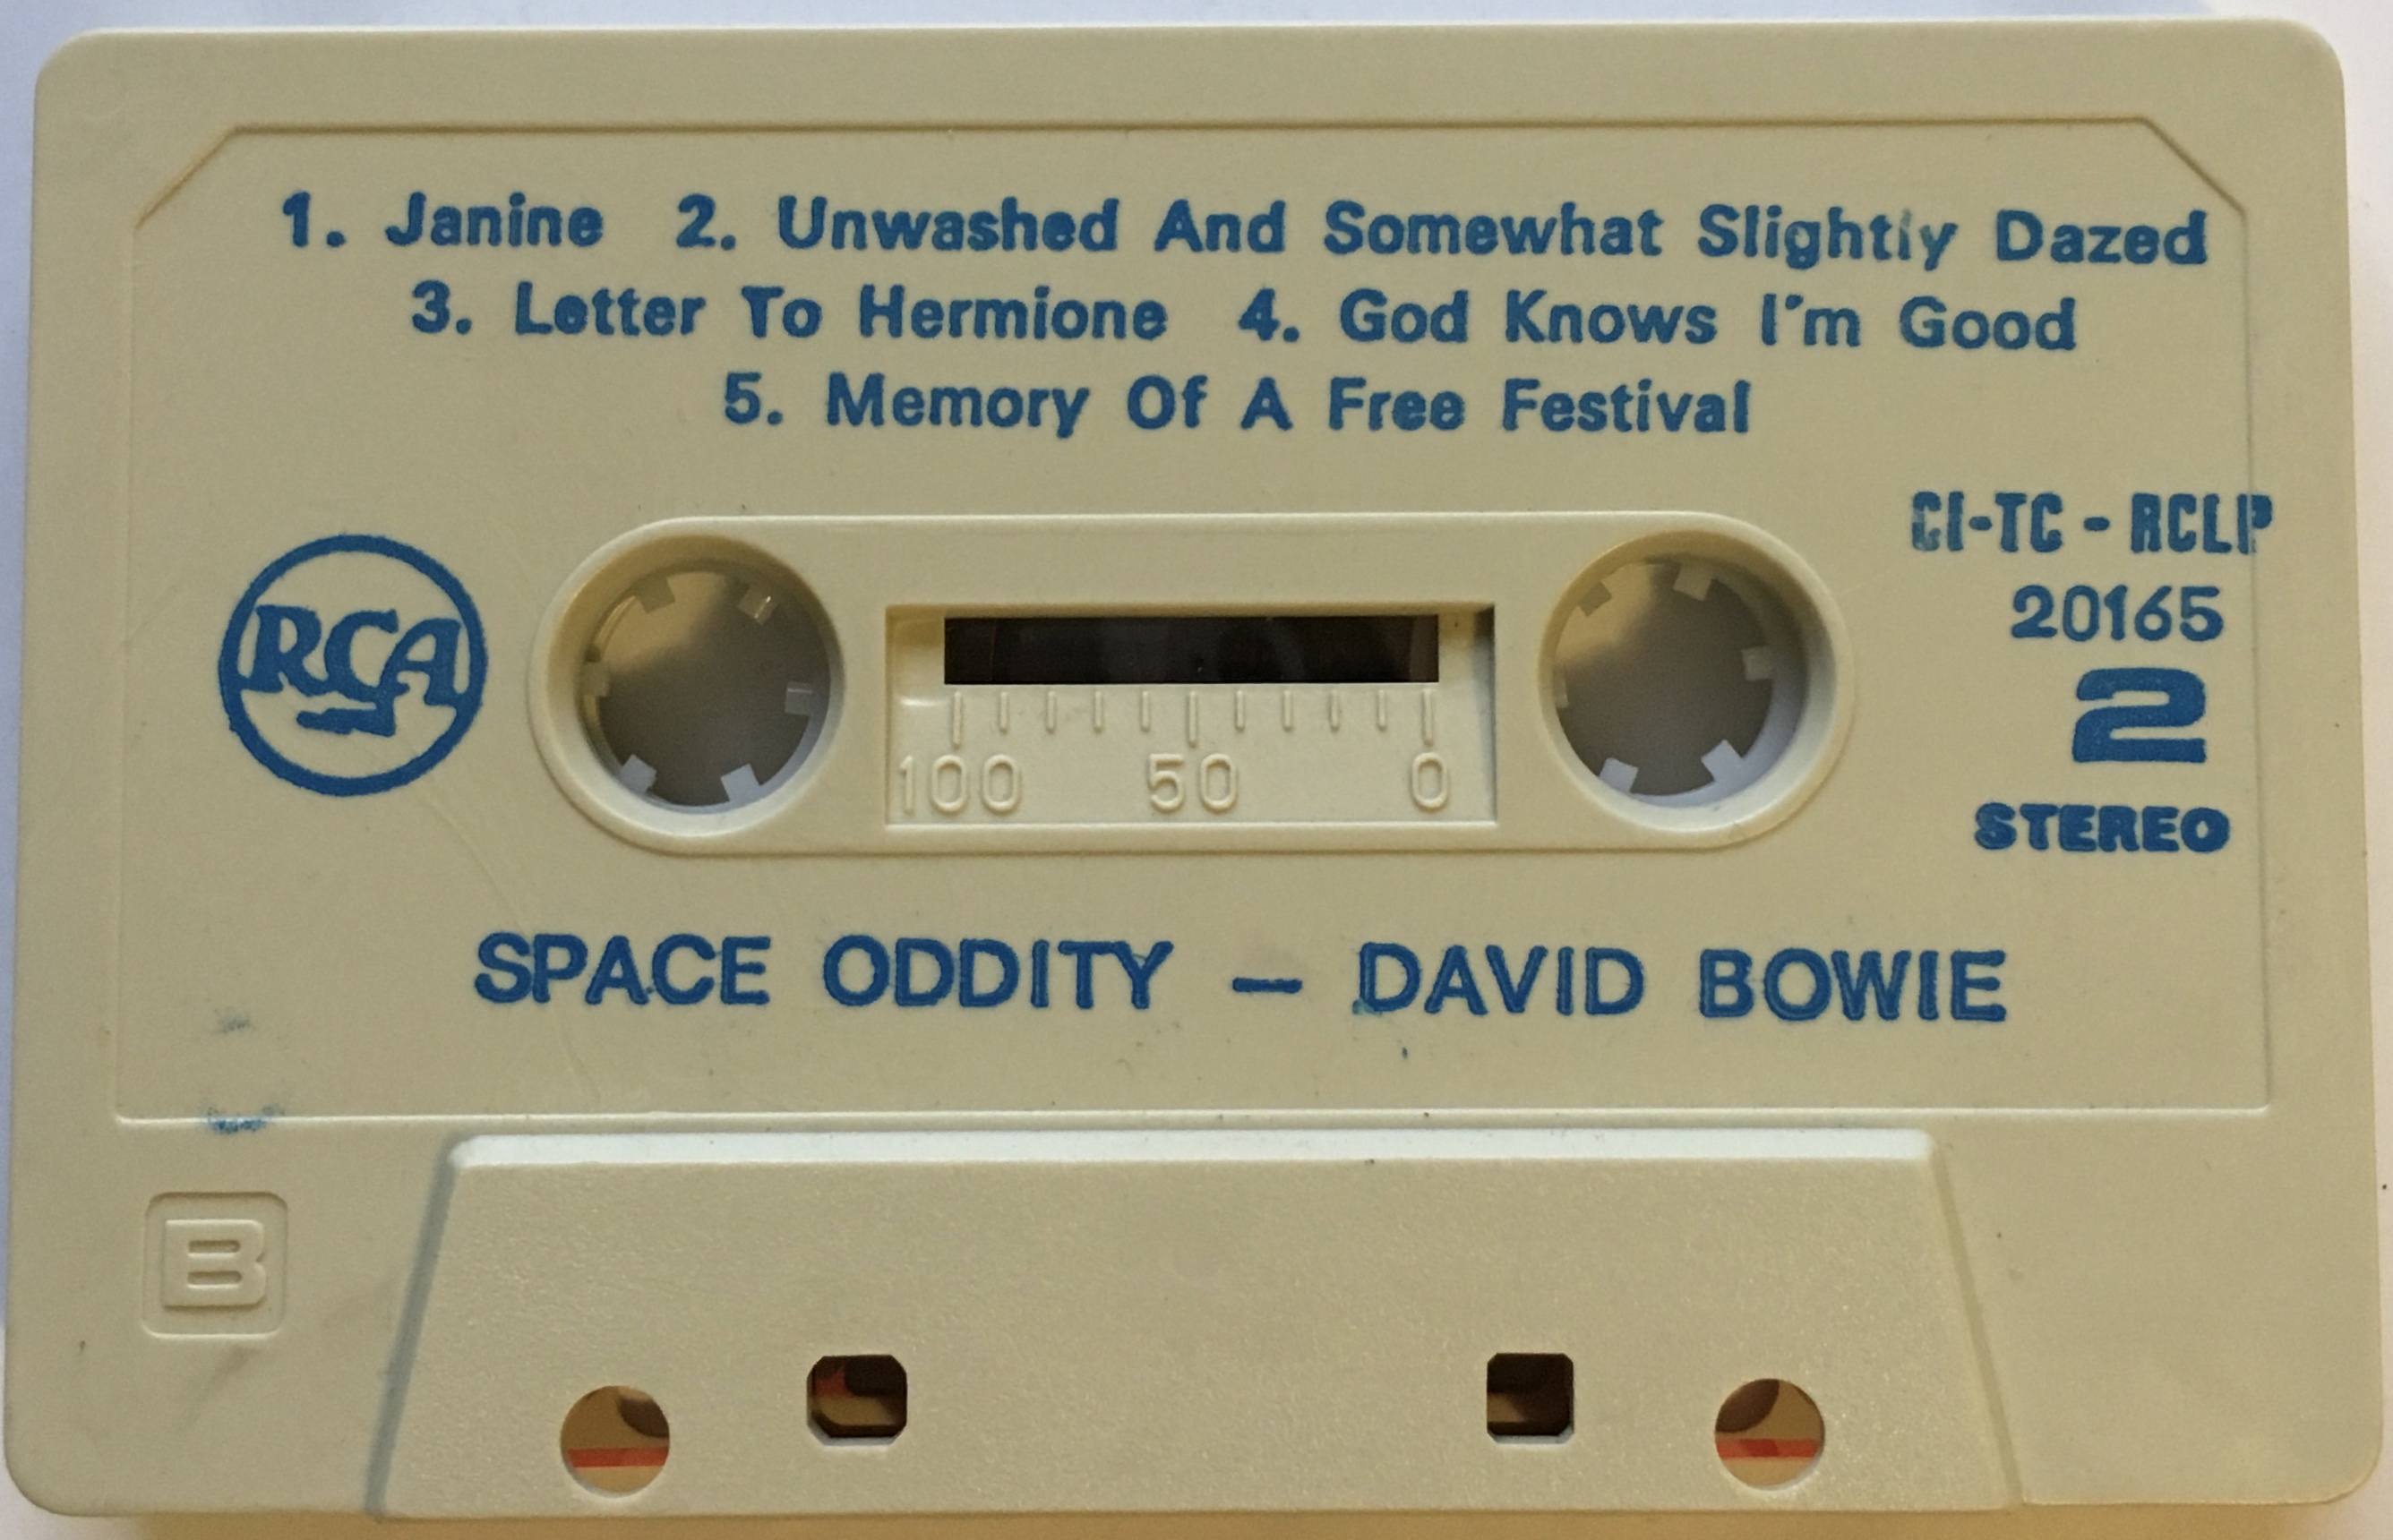 1. Janine 2. Unwashed And Somewhat Slightly Dazed
3. Letter To Hermione 4. God Knows I'm Good
5. Memory Of A Free Festival
RCA
CI-TC - RCLP
20165
2
STEREO
100 50 0
SPACE ODDITY — DAVID BOWIE
B